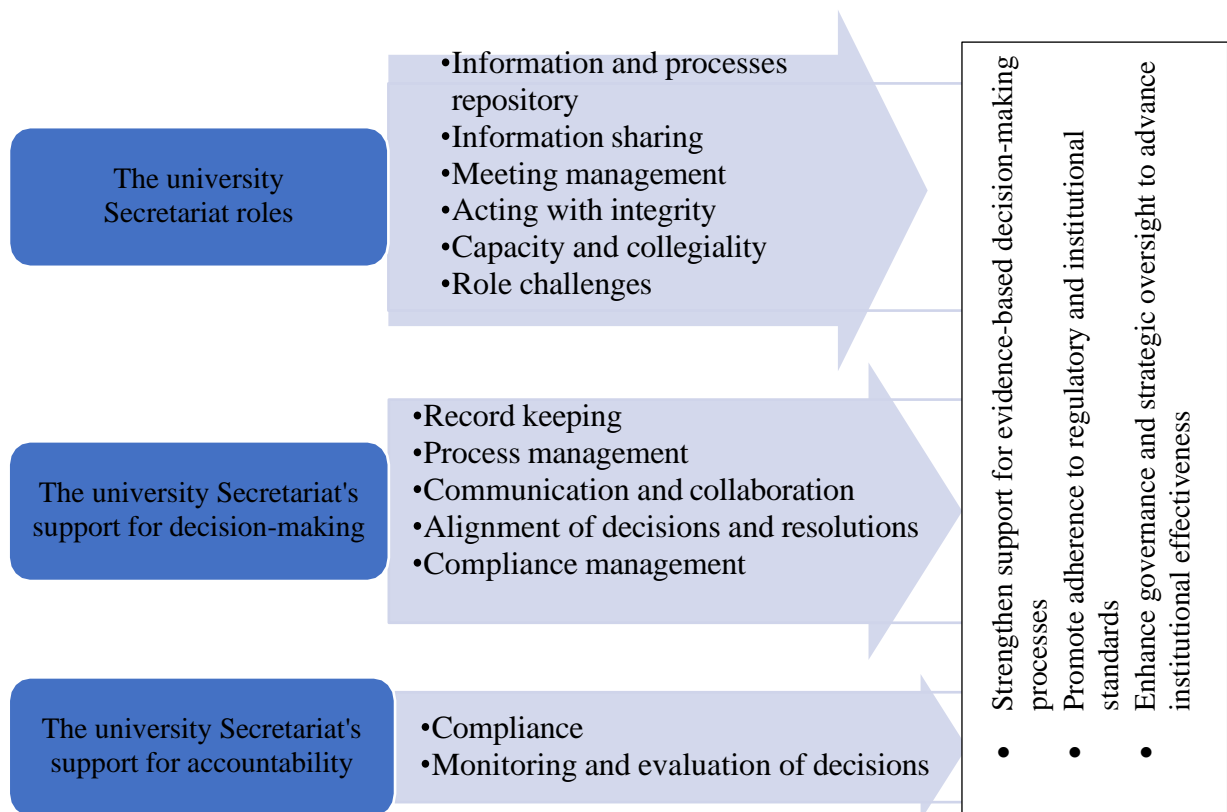 The university
Secretariat roles
•Information and processes
repository
•Information sharing
•Meeting management
•Acting with integrity
•Capacity and collegiality
•Role challenges
The university Secretariat's
support for decision-making
•Record keeping
•Process management
•Communication and collaboration
•Alignment of decisions and resolutions
•Compliance management
The university Secretariat's
support for accountability
•Compliance
•Monitoring and evaluation of decisions
• Strengthen support for evidence-based decision-making
processes
• Promote adherence to regulatory and institutional
standards
• Enhance governance and strategic oversight to advance
institutional effectiveness